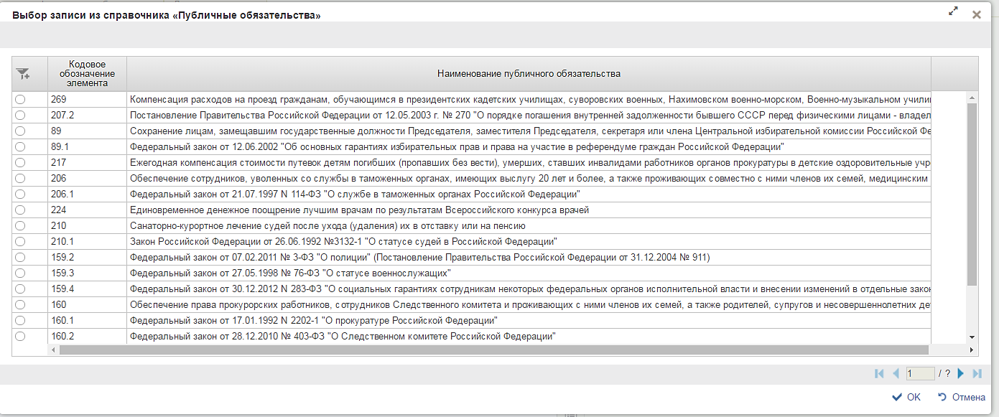 Выбор записи из справочника «Публичные обязательства»
Кодовое
обозначение
элемента
Наименование публичного обязательства
269 Компенсация расходов на проезд гражданам, обучающимся в президентских кадетских училищах, суворовских военных, Нахимовском военно-морском, Военно-музыкальном
207.2 Постановление Правительства Российской Федерации от 12.05.2003 г. № 270 "О порядке погашения внутренней задолженности бывшего СССР перед физическими лицами -
89 Сохранение лицам, замещавшим государственные должности Председателя, заместителя Председателя, секретаря или члена Центральной избирательной комиссии Российской
89.1 Федеральный закон от 12.06.2002 "Об основных гарантиях избирательных прав и права на участие в референдуме граждан Российской Федерации"
217 Ежегодная компенсация стоимости путевок детям погибших (пропавших без вести), умерших, ставших инвалидами работников органов прокуратуры в детские оздоровительные
206 Обеспечение сотрудников, уволенных со службы в таможенных органах, имеющих выслугу 20 лет и более, а также проживающих совместно с ними членов их семей, медицинским
206.1 Федеральный закон от 21.07.1997 N 114-ФЗ "О службе в таможенных органах Российской Федерации"
224 Единовременное денежное поощрение лучшим врачам по результатам Всероссийского конкурса врачей
210 Санаторно-курортное лечение судей после ухода (удаления) их в отставку или на пенсию
210.1 Закон Российской Федерации от 26.06.1992 №3132-1 "О статусе судей в Российской Федерации"
159.2 Федеральный закон от 07.02.2011 № 3-ФЗ "О полиции" (Постановление Правительства Российской Федерации от 31.12.2004 № 911)
159.3 Федеральный закон от 27.05.1998 № 76-ФЗ "О статусе военнослужащих"
159.4 Федеральный закон от 30.12.2012 N 283-ФЗ "О социальных гарантиях сотрудникам некоторых федеральных органов исполнительной власти и внесении изменений в отдельные
160 Обеспечение права прокурорских работников, сотрудников Следственного комитета и проживающих с ними членов их семей, а также родителей, супругов и несовершеннолетних
160.1 Федеральный закон от 17.01.1992 N 2202-1 "О прокуратуре Российской Федерации"
160.2 Федеральный закон от 28.12.2010 № 403-ФЗ "О Следственном комитете Российской Федерации"
1 / ?
OK Отмена